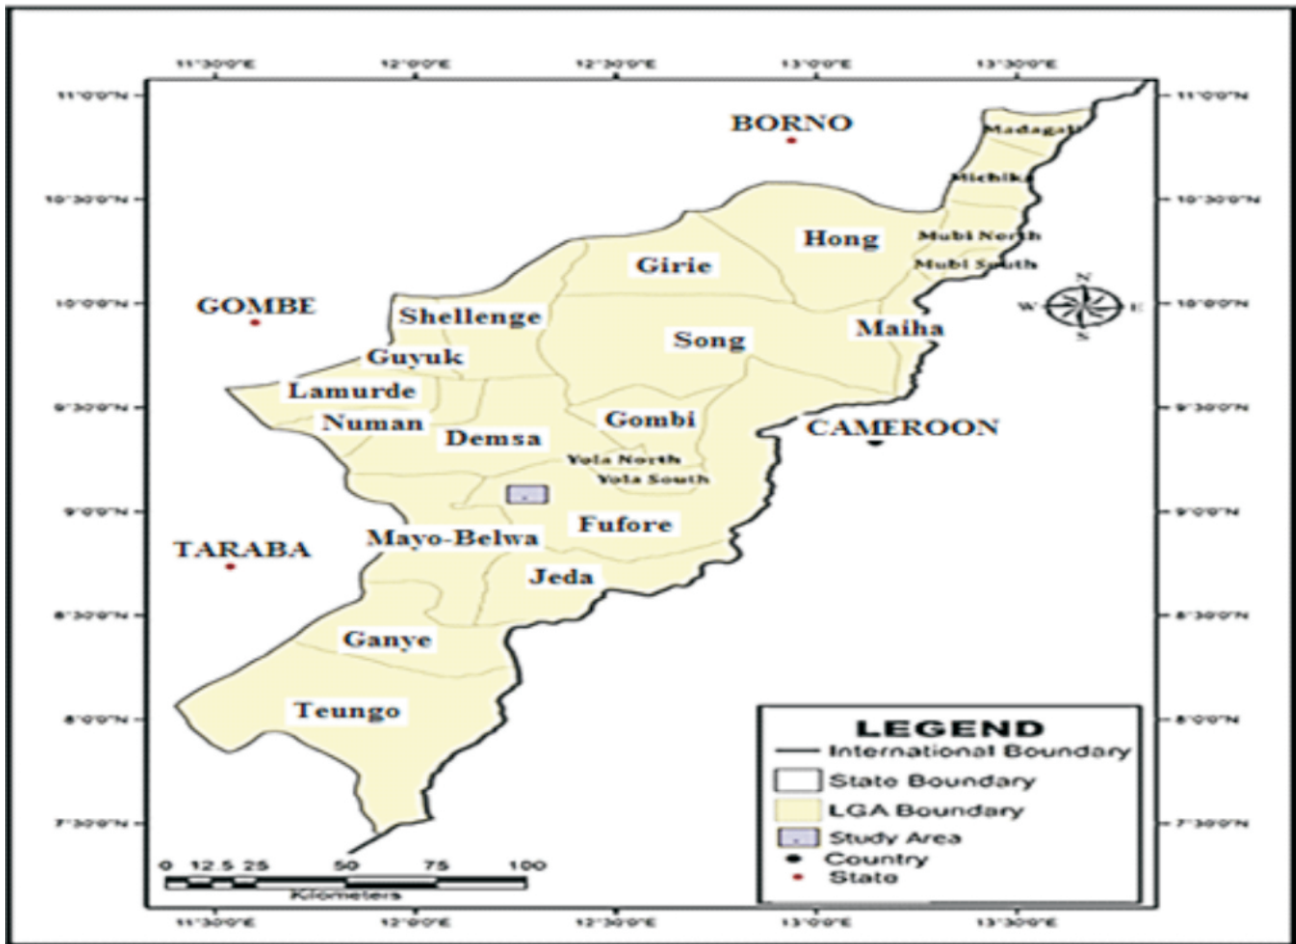 11°30'0"E 12°0'0"E 12°30'0"E 13°0'0"E 13°30'0"E
11°0'0"N 11°0'0"N
BORNO
Madagali
Michika
10°30'0"N 10°30'0"N
Hong
Mubi North
Girie
Mubi South
10°0'0"N 10°0'0"N
GOMBE
N
W E
S
Shellenge
Maiha
Song
Guyuk
Lamurde
9°30'0"N 9°30'0"N
Numan
Gombi
CAMEROON
Demsa
Yola North
Yola South
9°0'0"N 9°0'0"N
Fufore
Mayo-Belwa
TARABA
Jeda
8°30'0"N 8°30'0"N
Ganye
Teungo
8°0'0"N 8°0'0"N
LEGEND
International Boundary
State Boundary
LGA Boundary
7°30'0"N 7°30'0"N
Study Area
Country
State
0 12.5 25 50 75 100
Kilometers
11°30'0"E 12°0'0"E 12°30'0"E 13°0'0"E 13°30'0"E